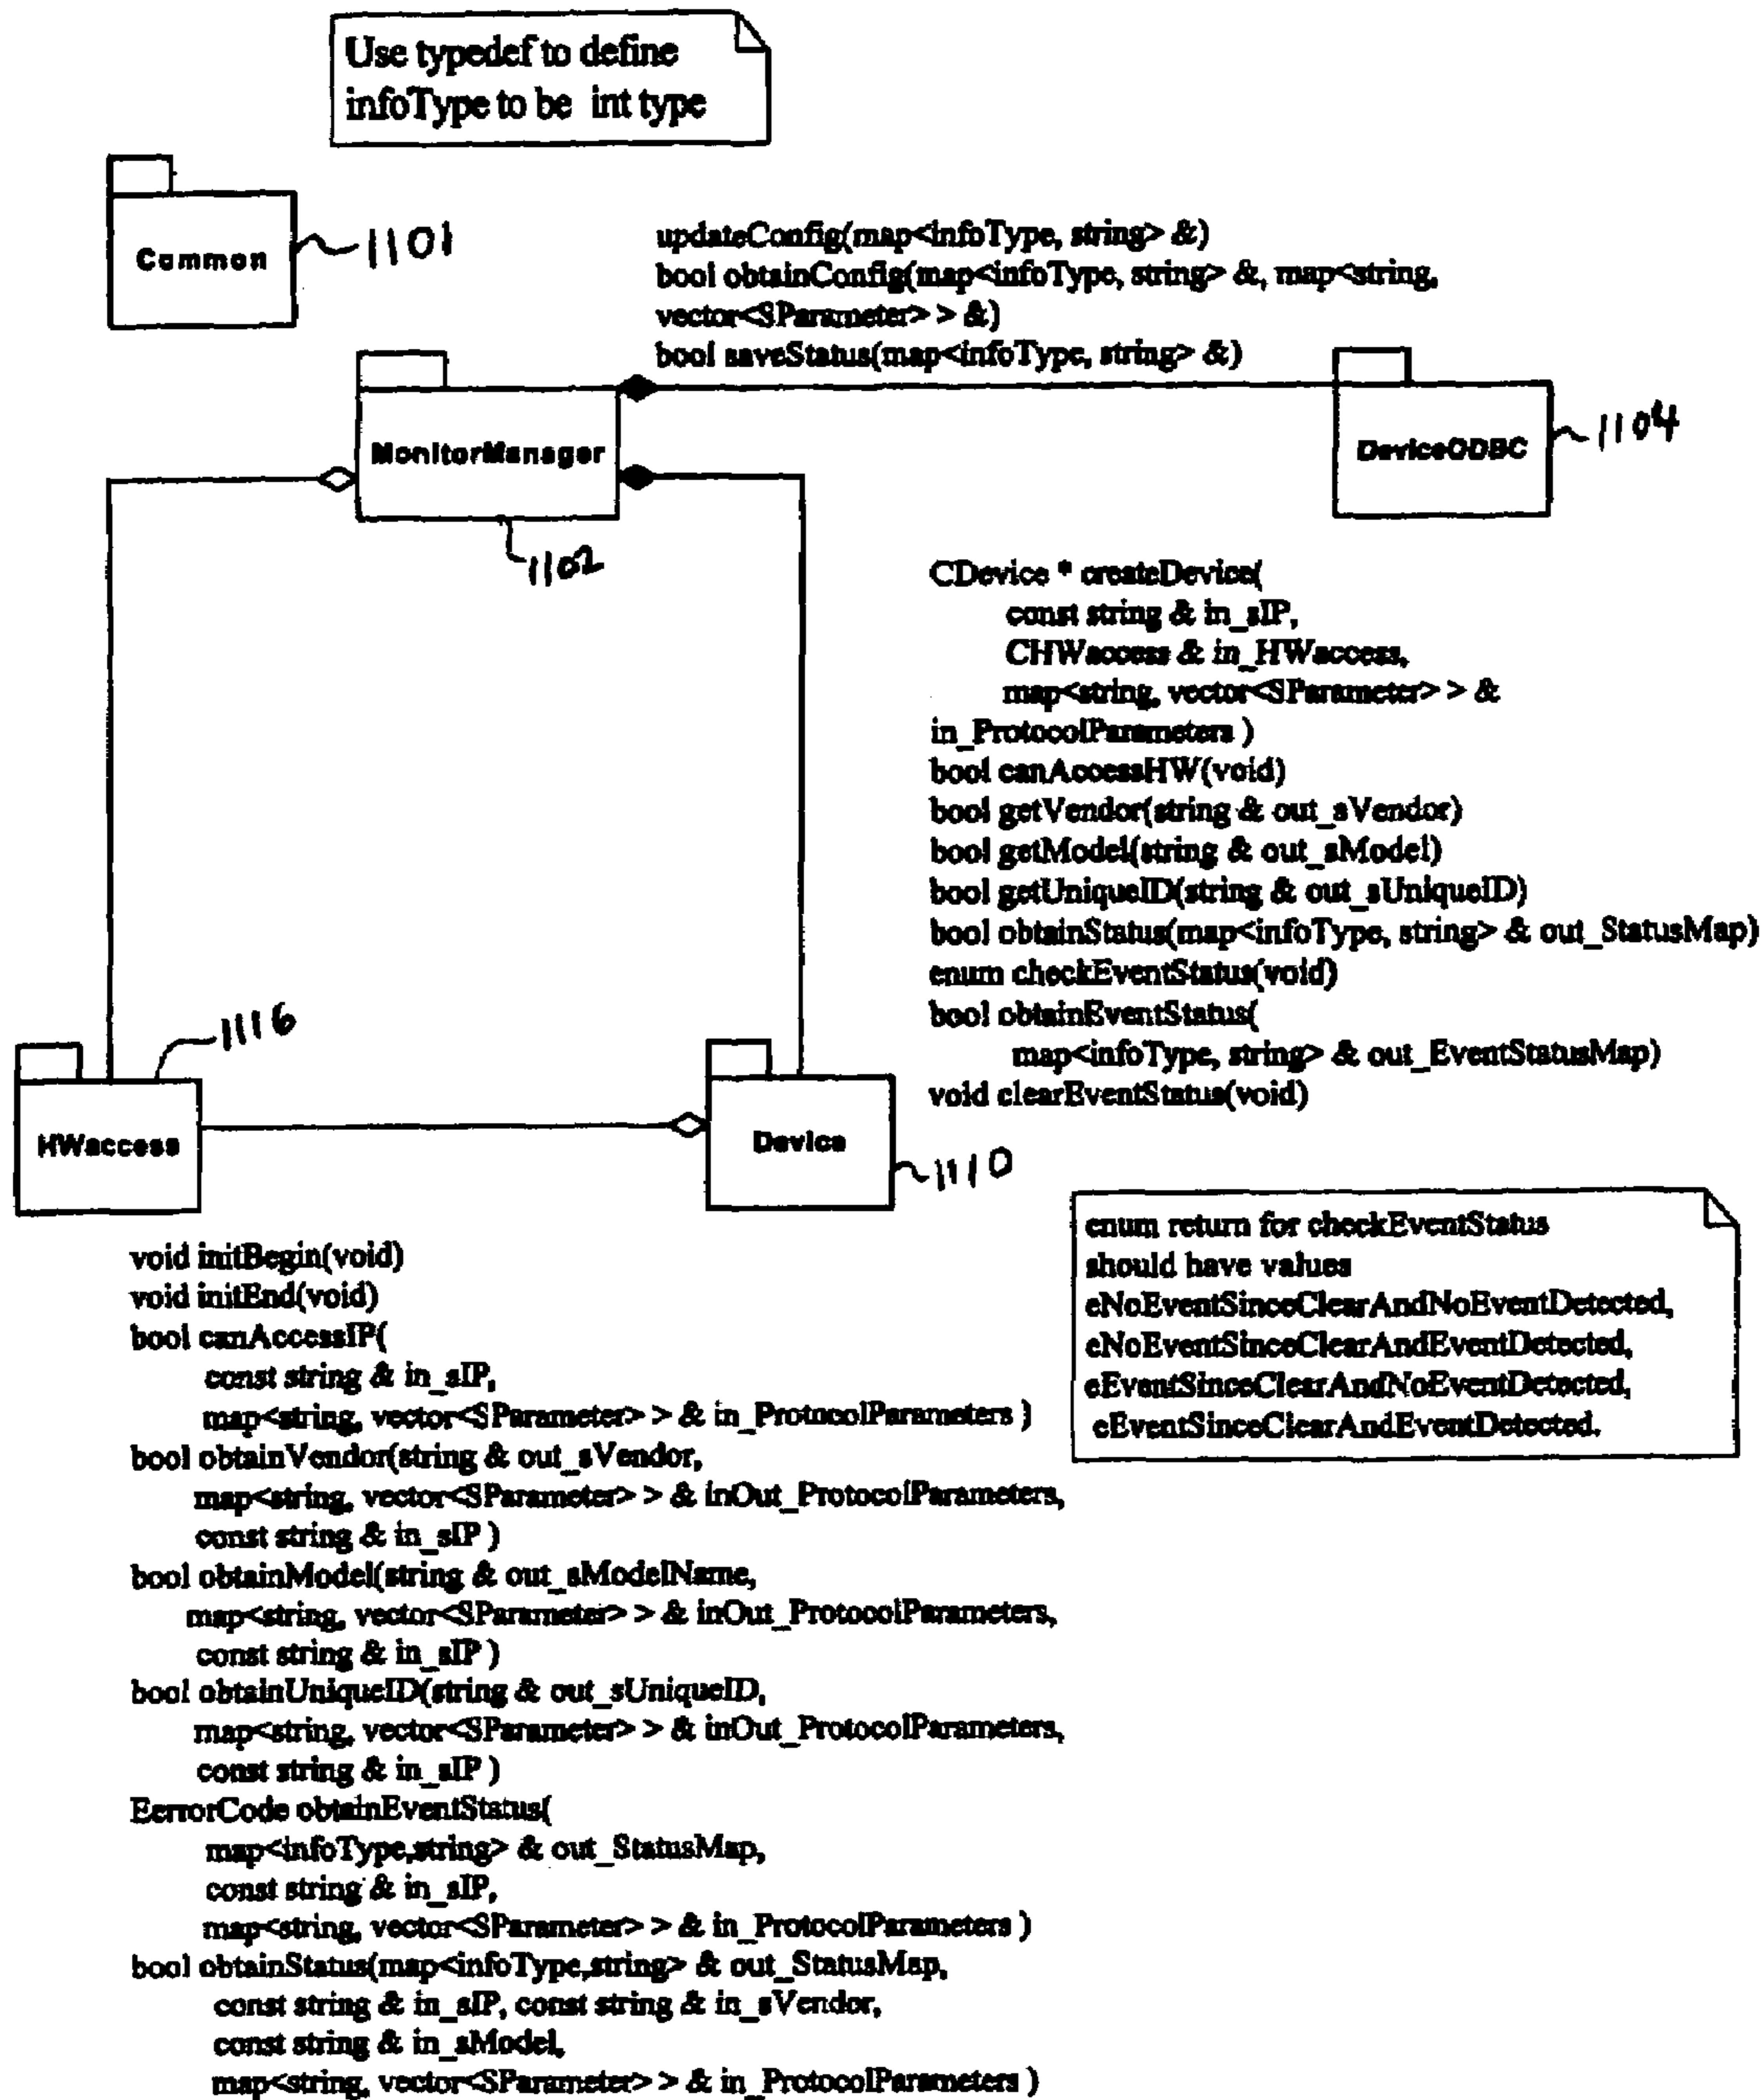 Use typedef to define
infoType to be int type
Common
1101
updateConfig(map<infoType, string> &)
bool obtainConfig(map<infoType, string> &, map<string,
vector<SParameter> > &)
bool saveStatus(map<infoType, string> &)
MonitorManager
1102
DeviceODBC
1104
CDevice * createDevice(
const string & in_sIP,
CHWaccess & in_HWaccess,
map<string, vector<SParameter> > &
in_ProtocolParameters )
bool canAccessHW(void)
bool getVendor(string & out_sVendor)
bool getModel(string & out_sModel)
bool getUniqueID(string & out_sUniqueID)
bool obtainStatus(map<infoType, string> & out_StatusMap)
enum checkEventStatus(void)
bool obtainEventStatus(
map<infoType, string> & out_EventStatusMap)
void clearEventStatus(void)
1116
HWaccess
Device
1110
enum return for checkEventStatus
should have values
eNoEventSinceClearAndNoEventDetected,
eNoEventSinceClearAndEventDetected,
eEventSinceClearAndNoEventDetected,
eEventSinceClearAndEventDetected.
void initBegin(void)
void initEnd(void)
bool canAccessIP(
const string & in_sIP,
map<string, vector<SParameter> > & in_ProtocolParameters )
bool obtainVendor(string & out_sVendor,
map<string, vector<SParameter> > & inOut_ProtocolParameters,
const string & in_sIP )
bool obtainModel(string & out_sModelName,
map<string, vector<SParameter> > & inOut_ProtocolParameters,
const string & in_sIP )
bool obtainUniqueID(string & out_sUniqueID,
map<string, vector<SParameter> > & inOut_ProtocolParameters,
const string & in_sIP )
EerrorCode obtainEventStatus(
map<infoType,string> & out_StatusMap,
const string & in_sIP,
map<string, vector<SParameter> > & in_ProtocolParameters )
bool obtainStatus(map<infoType,string> & out_StatusMap,
const string & in_sIP, const string & in_sVendor,
const string & in_sModel,
map<string, vector<SParameter> > & in_ProtocolParameters )